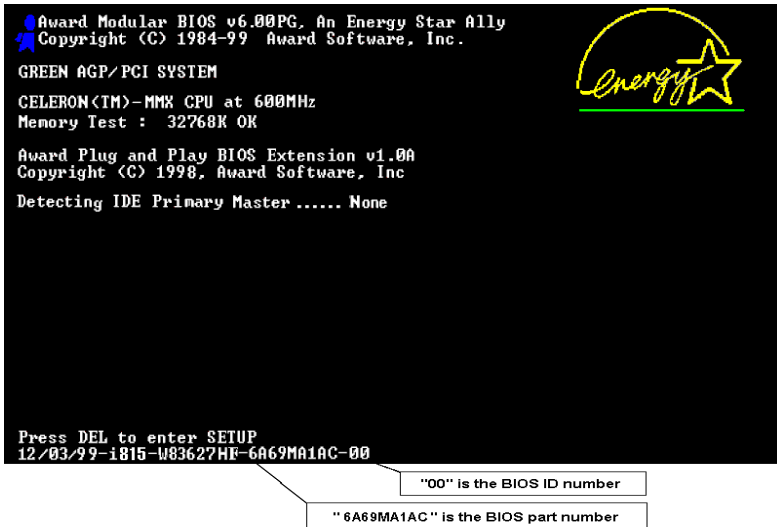 Award Modular BIOS v6.00PG, An Energy Star Ally
Copyright (C) 1984-99 Award Software, Inc.
energy
GREEN AGP/PCI SYSTEM
CELERON(TM)-MMX CPU at 600MHz
Memory Test : 32768K OK
Award Plug and Play BIOS Extension v1.0A
Copyright (C) 1998, Award Software, Inc
Detecting IDE Primary Master ...... None
Press DEL to enter SETUP
12/03/99-i815-W83627HF-6A69MA1AC-00
"00" is the BIOS ID number
"6A69MA1AC" is the BIOS part number